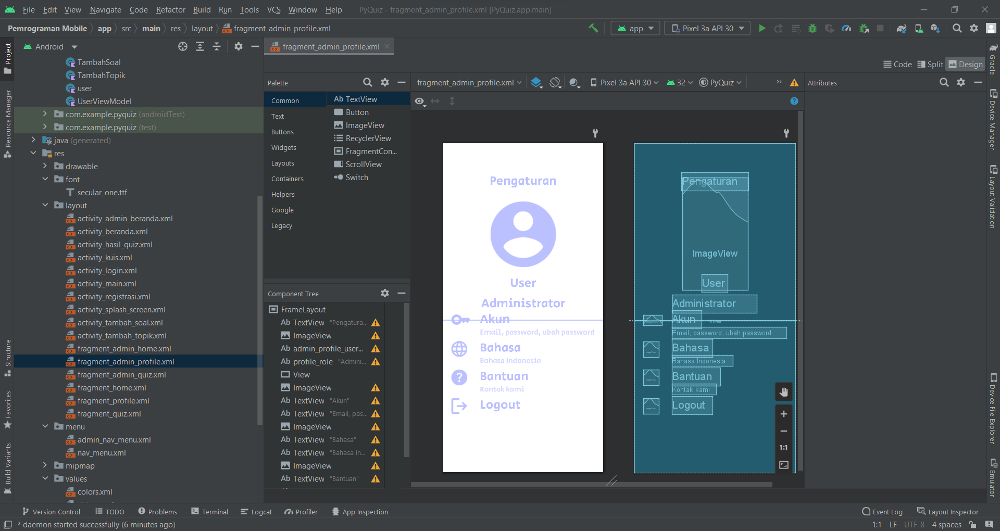 File Edit View Navigate Code Refactor Build Run Tools VCS Window Help PyQuiz - fragment_admin_profile.xml [PyQuiz.app.main]
Pemrograman Mobile app src main res layout fragment_admin_profile.xml app Pixel 3a API 30
Project
Resource Manager
Structure
Favorites
Build Variants
Android
TambahSoal
TambahTopik
user
UserViewModel
com.example.pyquiz (androidTest)
com.example.pyquiz (test)
java (generated)
res
drawable
font
secular_one.ttf
layout
activity_admin_beranda.xml
activity_beranda.xml
activity_hasil_quiz.xml
activity_kuis.xml
activity_login.xml
activity_main.xml
activity_registrasi.xml
activity_splash_screen.xml
activity_tambah_soal.xml
activity_tambah_topik.xml
fragment_admin_home.xml
fragment_admin_profile.xml
fragment_admin_quiz.xml
fragment_home.xml
fragment_profile.xml
fragment_quiz.xml
menu
admin_nav_menu.xml
nav_menu.xml
mipmap
values
colors.xml
fragment_admin_profile.xml
Code Split Design
Palette
Common
Text
Buttons
Widgets
Layouts
Containers
Helpers
Google
Legacy
Ab TextView
Button
ImageView
RecyclerView
FragmentCon...
ScrollView
Switch
Component Tree
FrameLayout
Ab TextView "Pengatura...
ImageView
Ab admin_profile_user...
Ab profile_role "Admini...
View
ImageView
Ab TextView "Akun"
Ab TextView "Email, pas...
ImageView
Ab TextView "Bahasa"
Ab TextView "Bahasa In...
ImageView
Ab TextView "Bantuan"
fragment_admin_profile.xml Pixel 3a API 30 32 PyQuiz
Pengaturan
User
Administrator
Akun
Email, password, ubah password
Bahasa
Bahasa Indonesia
Bantuan
Kontak kami
Logout
Pengaturan
ImageView
User
Administrator
Akun
View
Email, password, ubah password
Bahasa
Bahasa Indonesia
Bantuan
Kontak kami
Logout
1:1
Attributes
Gradle
Device Manager
Layout Validation
Device File Explorer
Emulator
Version Control TODO Problems Terminal Logcat Profiler App Inspection Event Log Layout Inspector
* daemon started successfully (6 minutes ago) 1:1 LF UTF-8 4 spaces